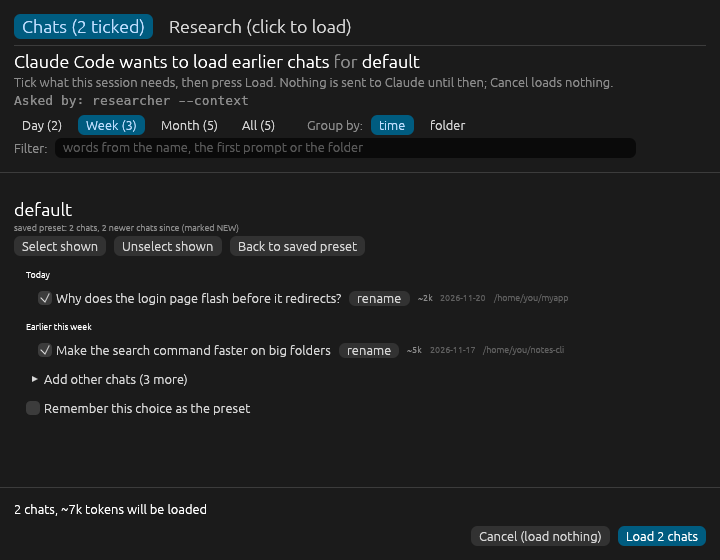 Chats (2 ticked) Research (click to load)
Claude Code wants to load earlier chats for default
Tick what this session needs, then press Load. Nothing is sent to Claude until then; Cancel loads nothing.
Asked by: researcher --context
Day (2) Week (3) Month (5) All (5) Group by: time folder
Filter: words from the name, the first prompt or the folder
default
saved preset: 2 chats, 2 newer chats since (marked NEW)
Select shown Unselect shown Back to saved preset
Today
Why does the login page flash before it redirects? rename ~2k 2026-11-20 /home/you/myapp
Earlier this week
Make the search command faster on big folders rename ~5k 2026-11-17 /home/you/notes-cli
Add other chats (3 more)
Remember this choice as the preset
2 chats, ~7k tokens will be loaded
Cancel (load nothing) Load 2 chats